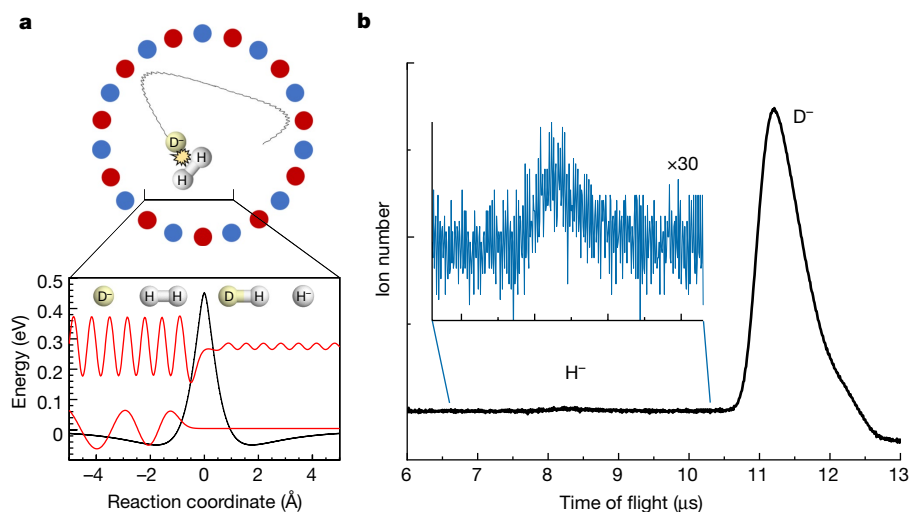 a
D⁻
H
H
0.5
0.4
0.3
0.2
0.1
0
Energy (eV)
D⁻
H
H
D
H
H⁻
−4
−2
0
2
4
Reaction coordinate (Å)
b
Ion number
×30
D⁻
H⁻
6
7
8
9
10
11
12
13
Time of flight (μs)